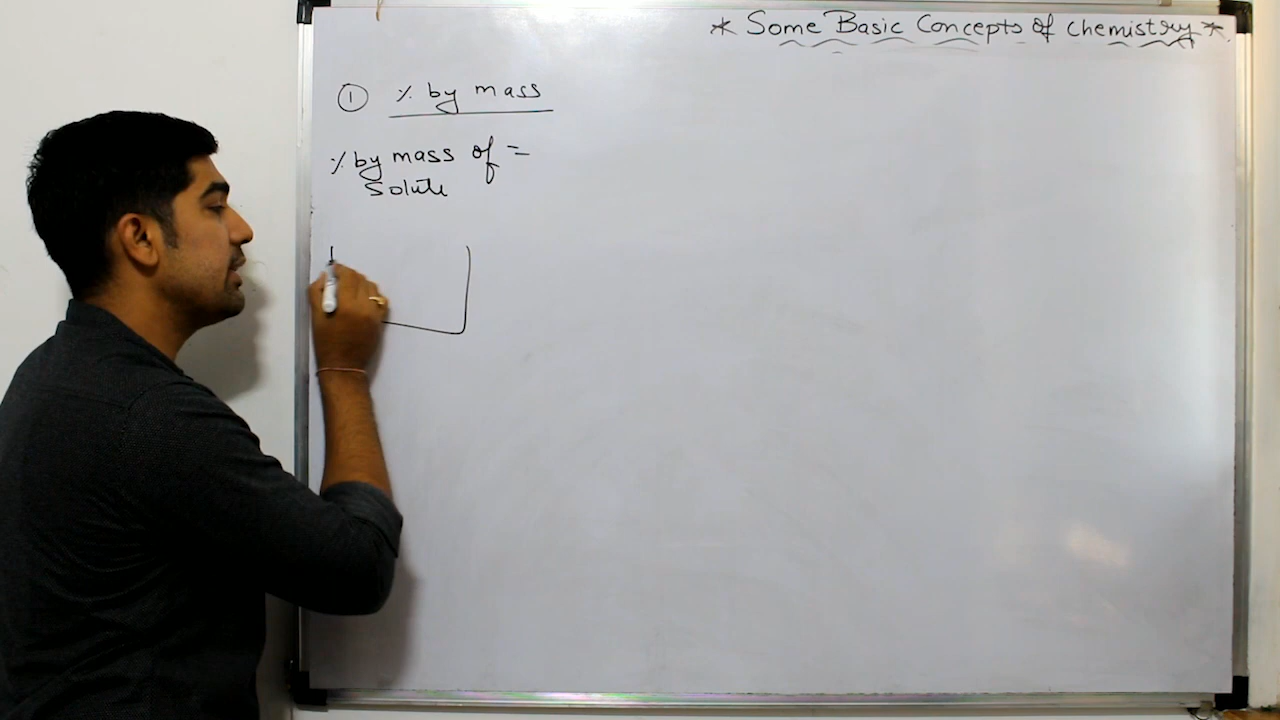 * Some Basic Concepts of chemistry *.
① % by mass
% by mass of =
Solute